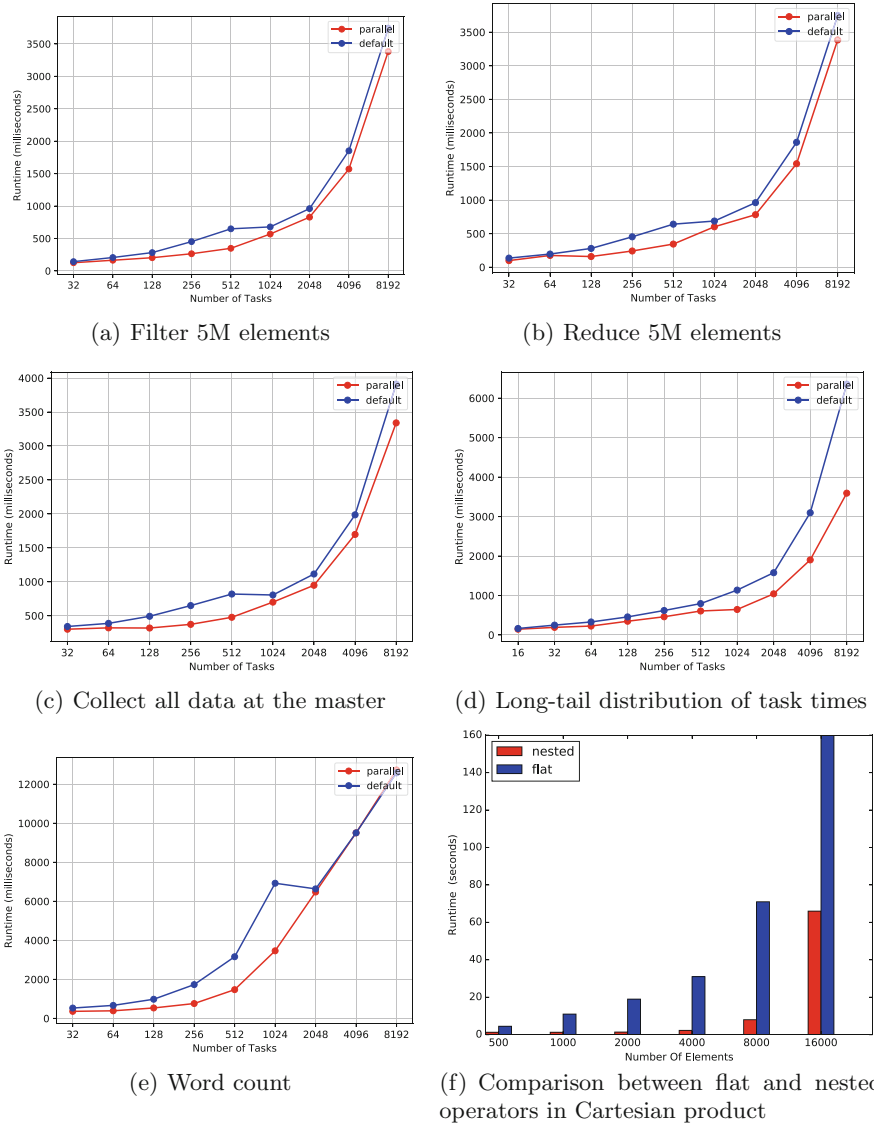 parallel
default
3500
3000
2500
2000
1500
1000
500
0
Runtime (milliseconds)
32 64 128 256 512 1024 2048 4096 8192
Number of Tasks
(a) Filter 5M elements
parallel
default
3500
3000
2500
2000
1500
1000
500
0
Runtime (milliseconds)
32 64 128 256 512 1024 2048 4096 8192
Number of Tasks
(b) Reduce 5M elements
parallel
default
4000
3500
3000
2500
2000
1500
1000
500
Runtime (milliseconds)
32 64 128 256 512 1024 2048 4096 8192
Number of Tasks
(c) Collect all data at the master
parallel
default
6000
5000
4000
3000
2000
1000
0
Runtime (milliseconds)
16 32 64 128 256 512 1024 2048 4096 8192
Number of Tasks
(d) Long-tail distribution of task times
parallel
default
12000
10000
8000
6000
4000
2000
0
Runtime (milliseconds)
32 64 128 256 512 1024 2048 4096 8192
Number of Tasks
(e) Word count
nested
flat
160
140
120
100
80
60
40
20
0
Runtime (seconds)
500 1000 2000 4000 8000 16000
Number Of Elements
(f) Comparison between flat and nested
operators in Cartesian product